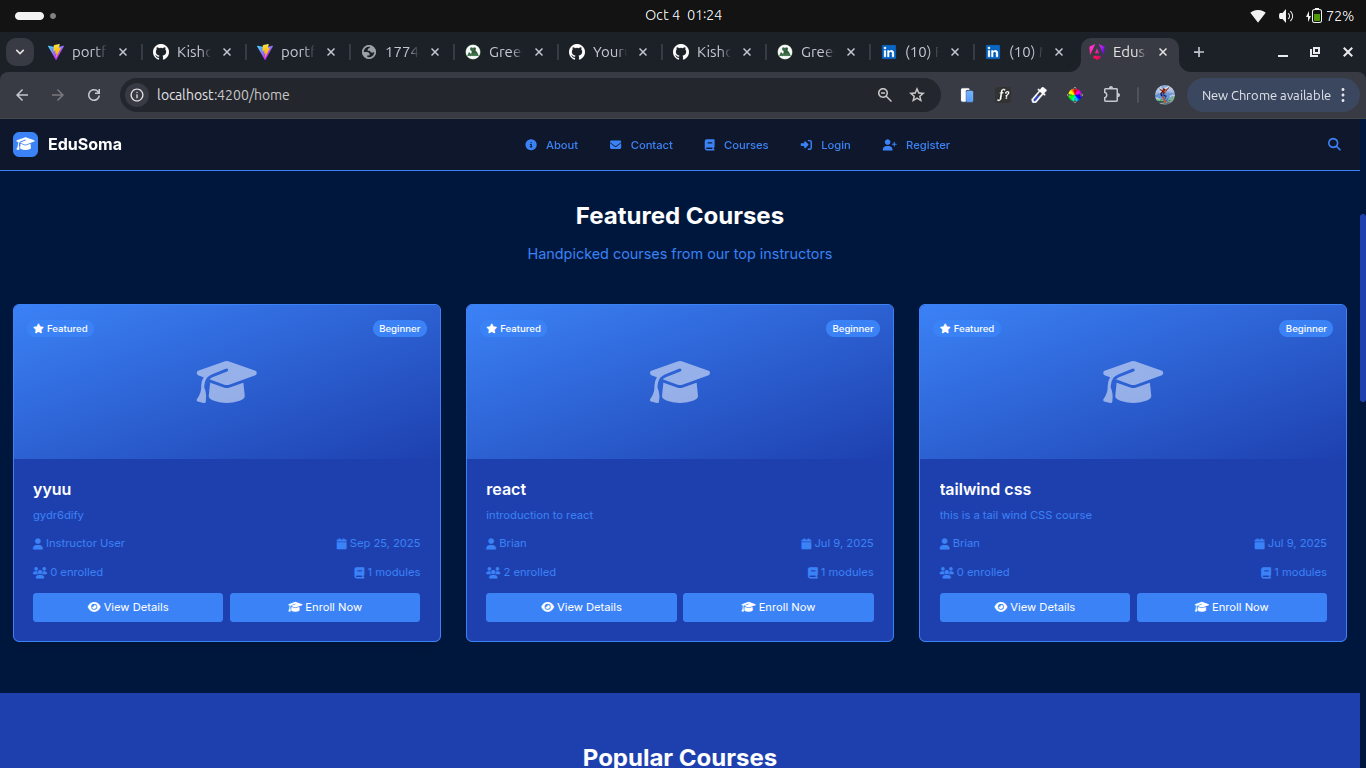 Oct 4 01:24
72%
portf
Kisho
portf
1774
Gree
Your
Kisho
Gree
in (10)
in (10)
Edus
localhost:4200/home
f?
New Chrome available
EduSoma
About
Contact
Courses
Login
Register
Featured Courses
Handpicked courses from our top instructors
Featured Beginner
Featured Beginner
Featured Beginner
yyuu
gydr6dify
Instructor User Sep 25, 2025
0 enrolled 1 modules
View Details Enroll Now
react
introduction to react
Brian Jul 9, 2025
2 enrolled 1 modules
View Details Enroll Now
tailwind css
this is a tail wind CSS course
Brian Jul 9, 2025
0 enrolled 1 modules
View Details Enroll Now
Popular Courses